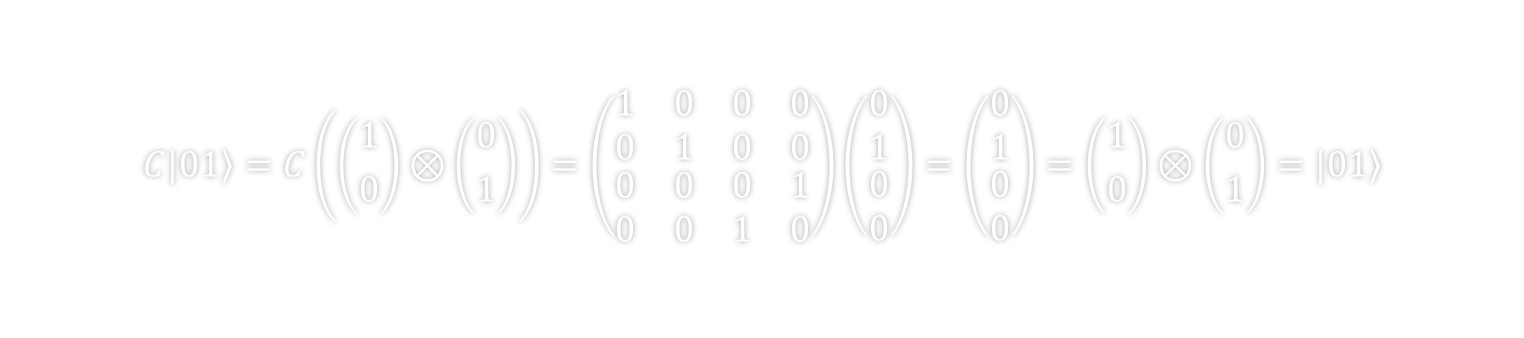 C|01⟩ = C((1 0) ⊗ (0 1)) = (1 0 0 0 0 1 0 0 0 0 0 1 0 0 1 0)(0 1 0 0) = (0 1 0 0) = (1 0) ⊗ (0 1) = |01⟩